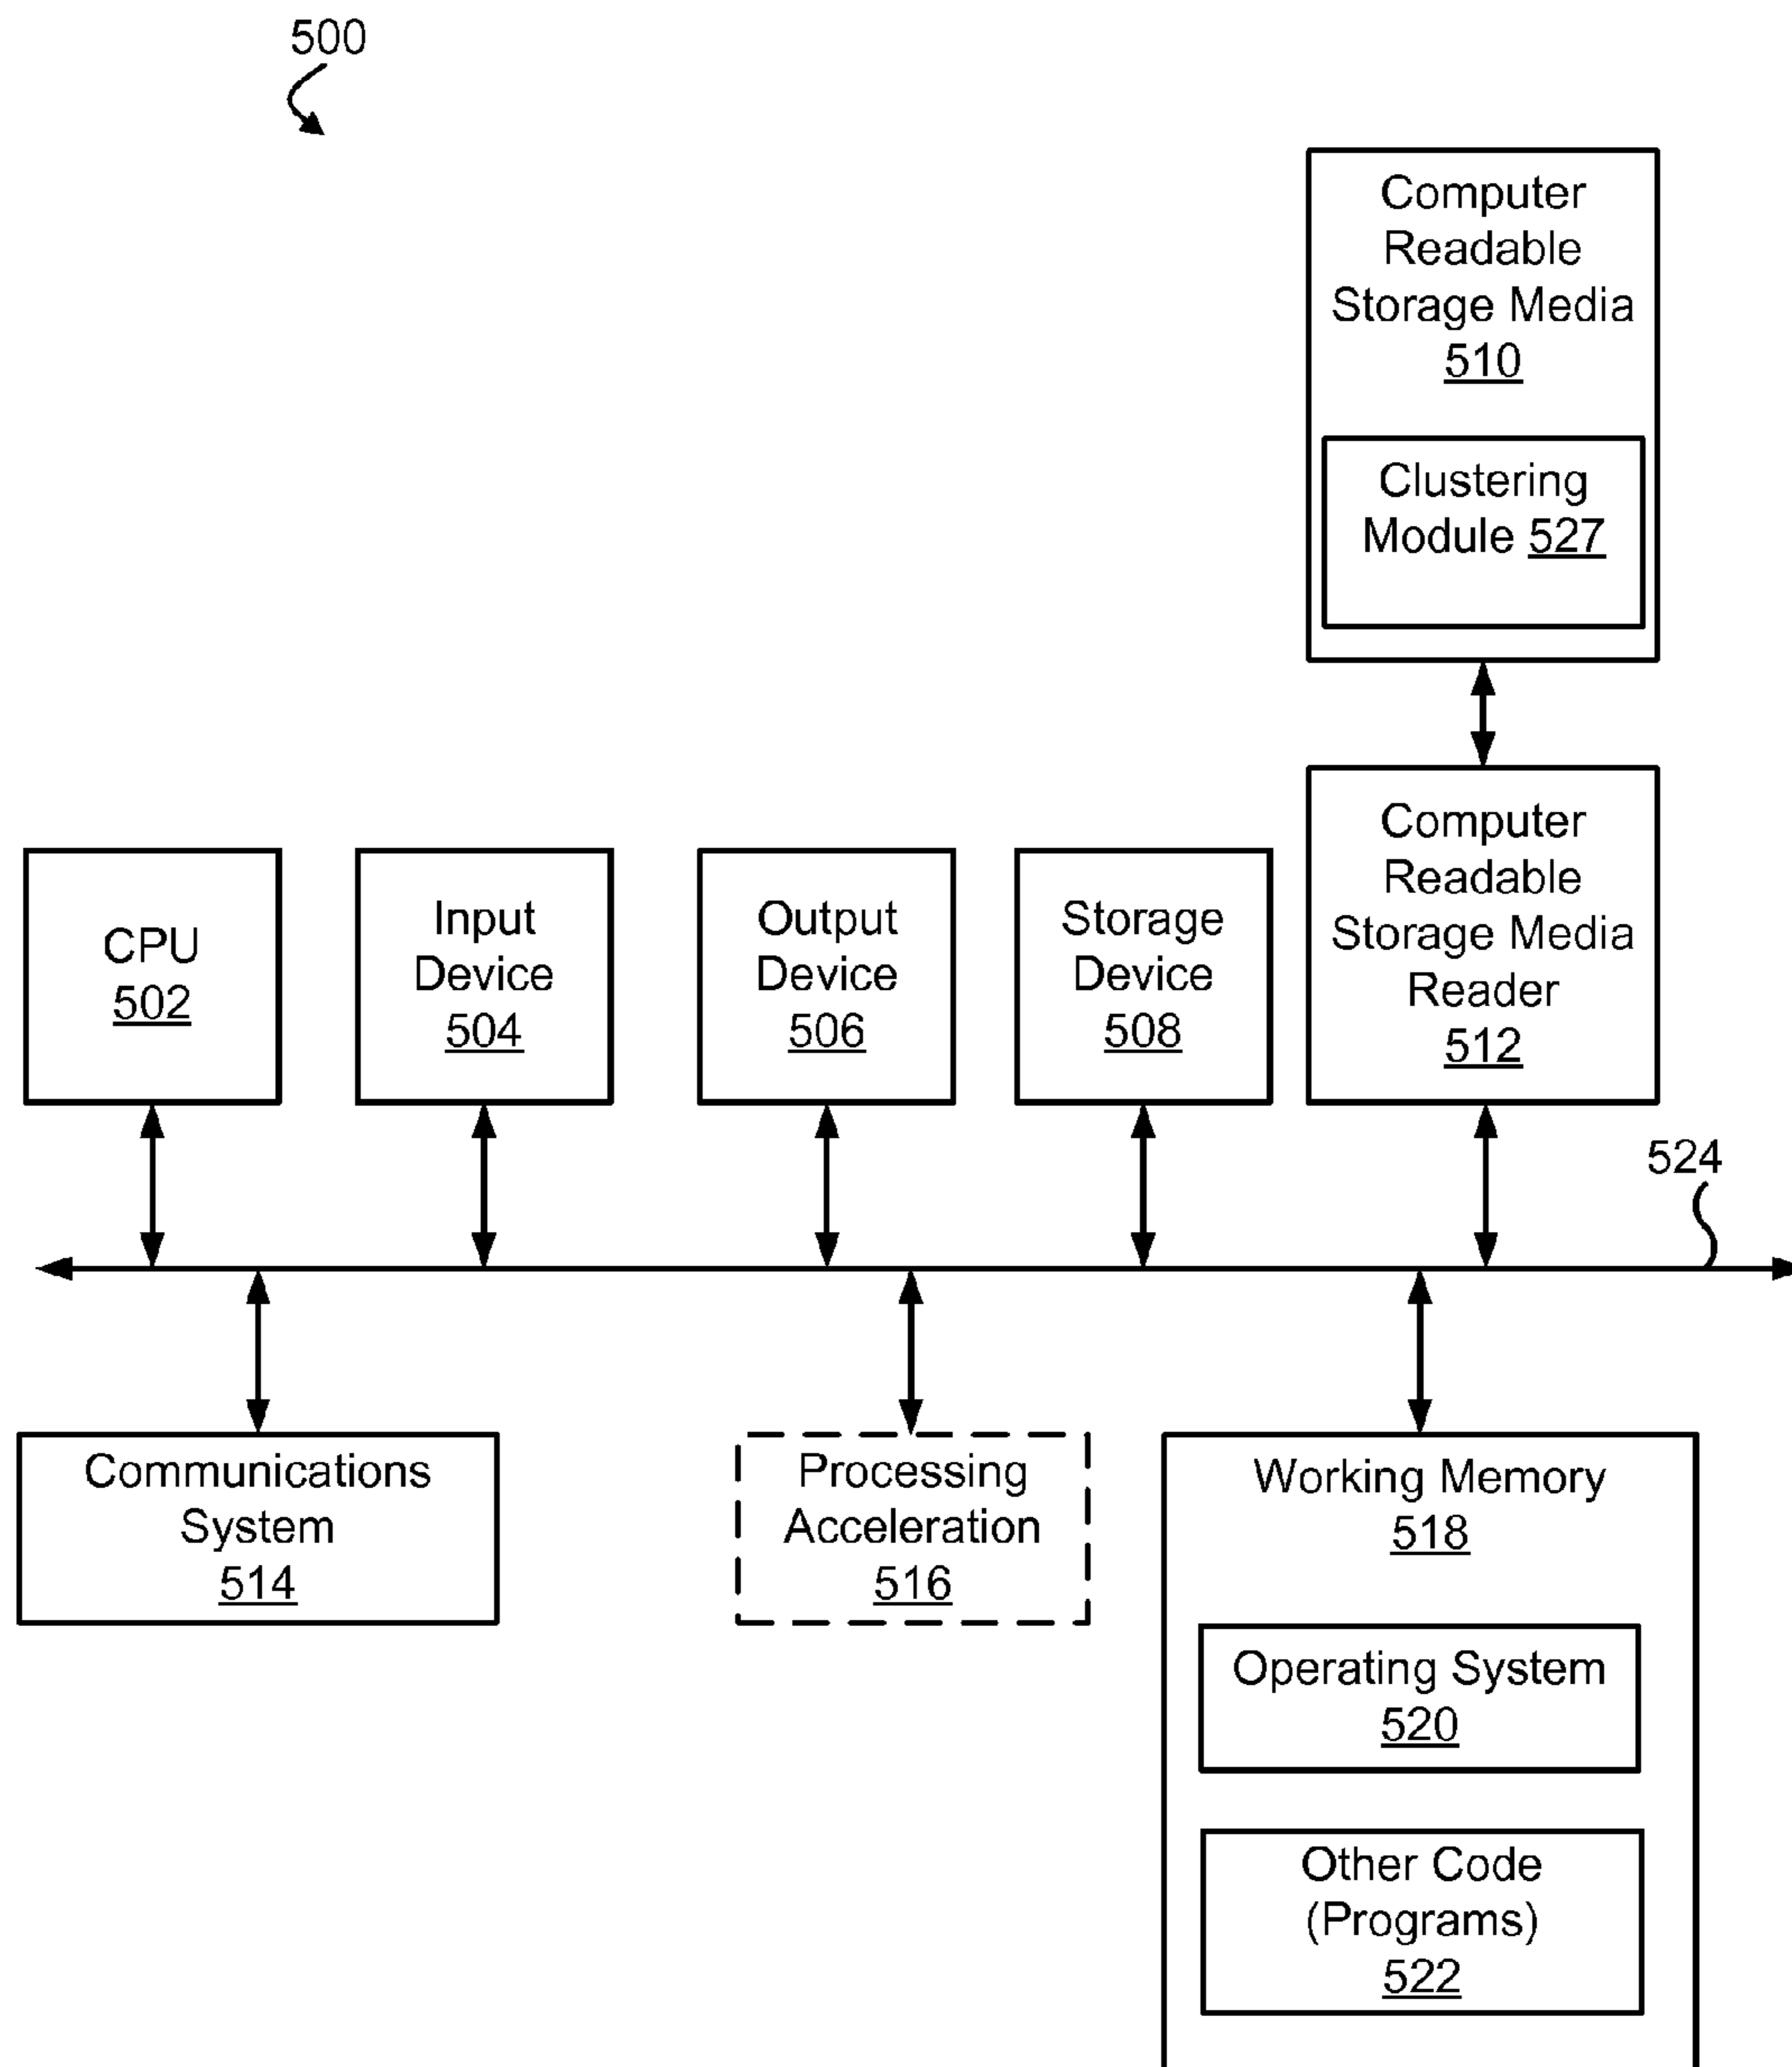 500
Computer
Readable
Storage Media
510
Clustering
Module 527
Computer
Readable
Storage Media
Reader
512
CPU
502
Input
Device
504
Output
Device
506
Storage
Device
508
524
Communications
System
514
Processing
Acceleration
516
Working Memory
518
Operating System
520
Other Code
(Programs)
522